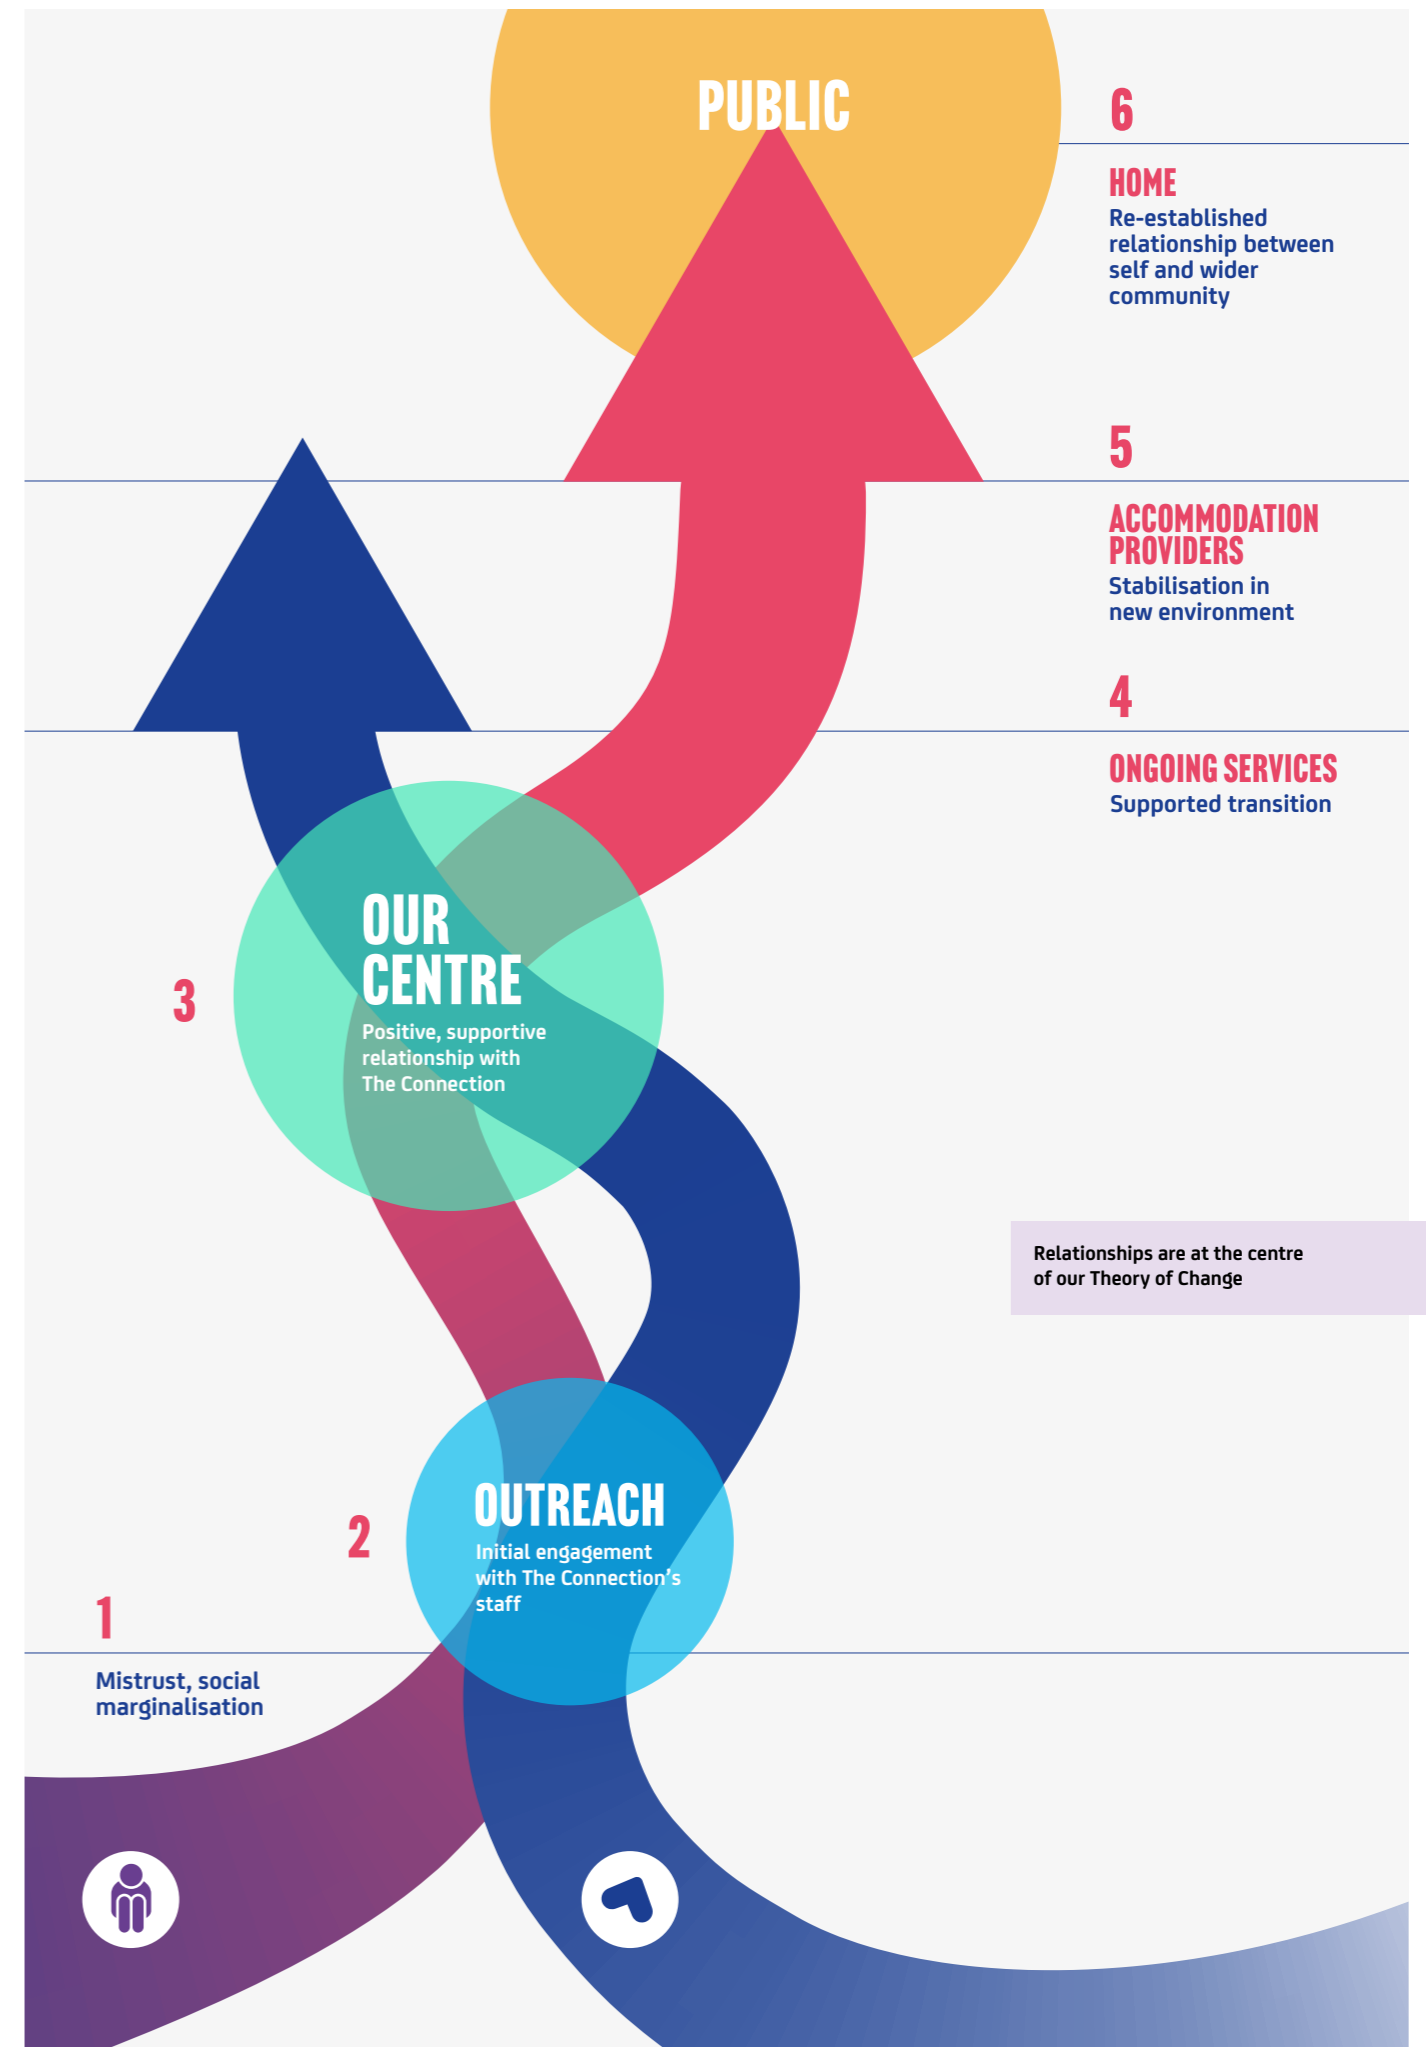 PUBLIC
6
HOME
Re-established
relationship between
self and wider
community
5
ACCOMMODATION
PROVIDERS
Stabilisation in
new environment
4
ONGOING SERVICES
Supported transition
OUR
CENTRE
Positive, supportive
relationship with
The Connection
3
Relationships are at the centre
of our Theory of Change
OUTREACH
Initial engagement
with The Connection's
staff
2
1
Mistrust, social
marginalisation